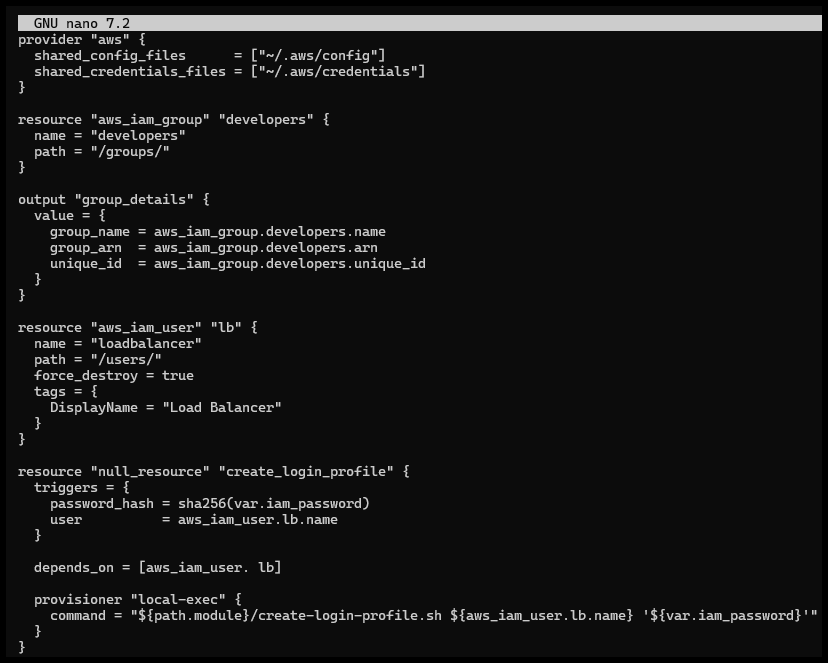 GNU nano 7.2
provider "aws" {
  shared_config_files      = ["~/.aws/config"]
  shared_credentials_files = ["~/.aws/credentials"]
}

resource "aws_iam_group" "developers" {
  name = "developers"
  path = "/groups/"
}

output "group_details" {
  value = {
    group_name = aws_iam_group.developers.name
    group_arn  = aws_iam_group.developers.arn
    unique_id  = aws_iam_group.developers.unique_id
  }
}

resource "aws_iam_user" "lb" {
  name = "loadbalancer"
  path = "/users/"
  force_destroy = true
  tags = {
    DisplayName = "Load Balancer"
  }
}

resource "null_resource" "create_login_profile" {
  triggers = {
    password_hash = sha256(var.iam_password)
    user          = aws_iam_user.lb.name
  }

  depends_on = [aws_iam_user. lb]

  provisioner "local-exec" {
    command = "${path.module}/create-login-profile.sh ${aws_iam_user.lb.name} '${var.iam_password}'"
  }
}